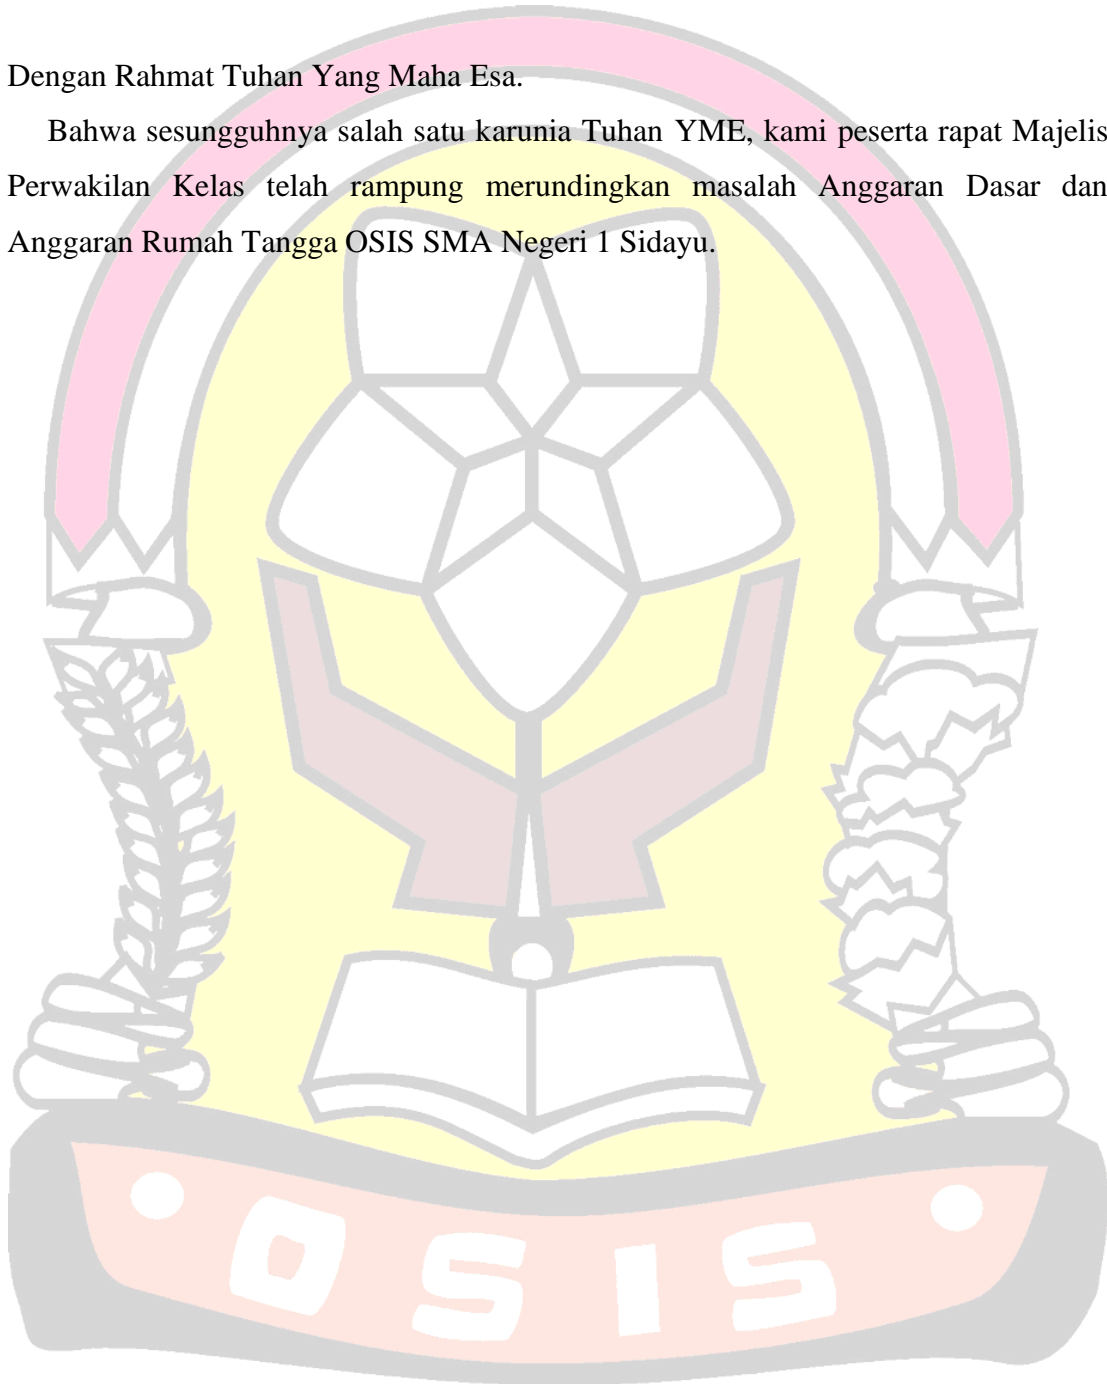 Dengan Rahmat Tuhan Yang Maha Esa.
Bahwa sesungguhnya salah satu karunia Tuhan YME, kami peserta rapat Majelis
Perwakilan Kelas telah rampung merundingkan masalah Anggaran Dasar dan
Anggaran Rumah Tangga OSIS SMA Negeri 1 Sidayu.
OSIS